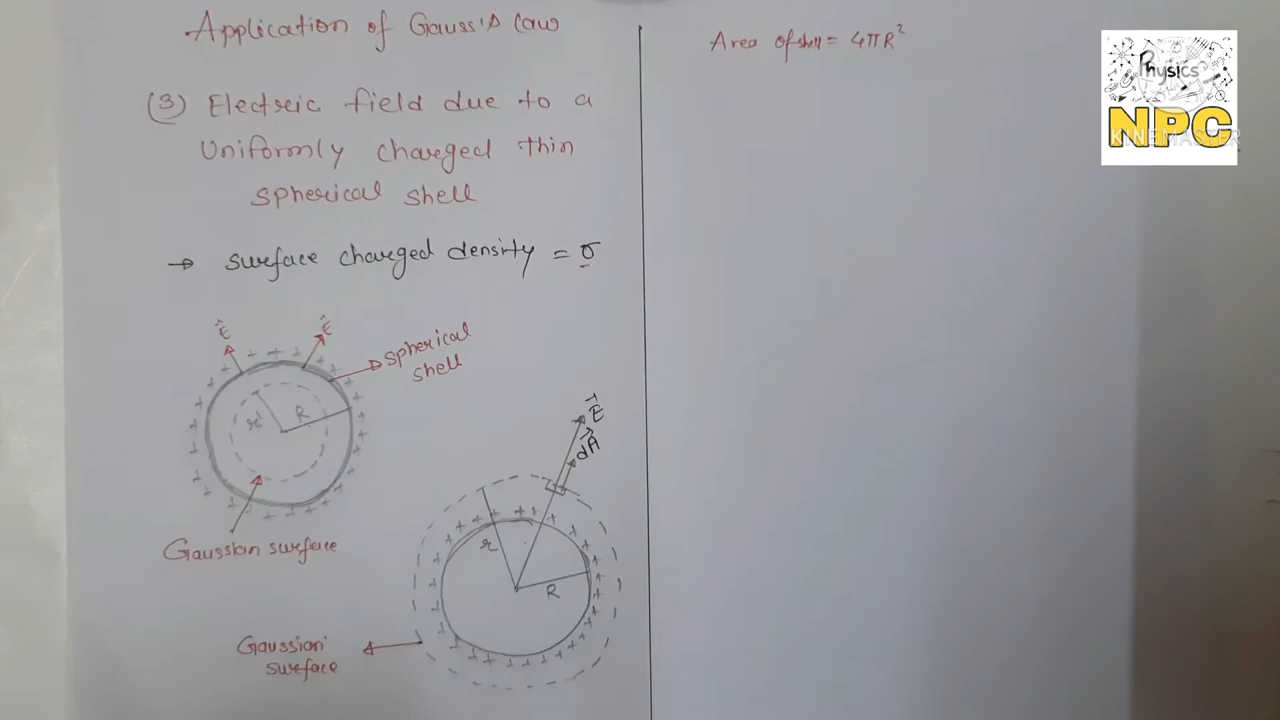 Application of Gauss's law
(3) Electric field due to a
Uniformly charged thin
spherical shell
→ surface charged density = σ
Ê Ê
spherical
shell
r' R
Gaussian surface
E⃗
dA⃗
r
R
Gaussian
surface
Area of shell = 4πR²
Physics
NPC
KINEMASTER